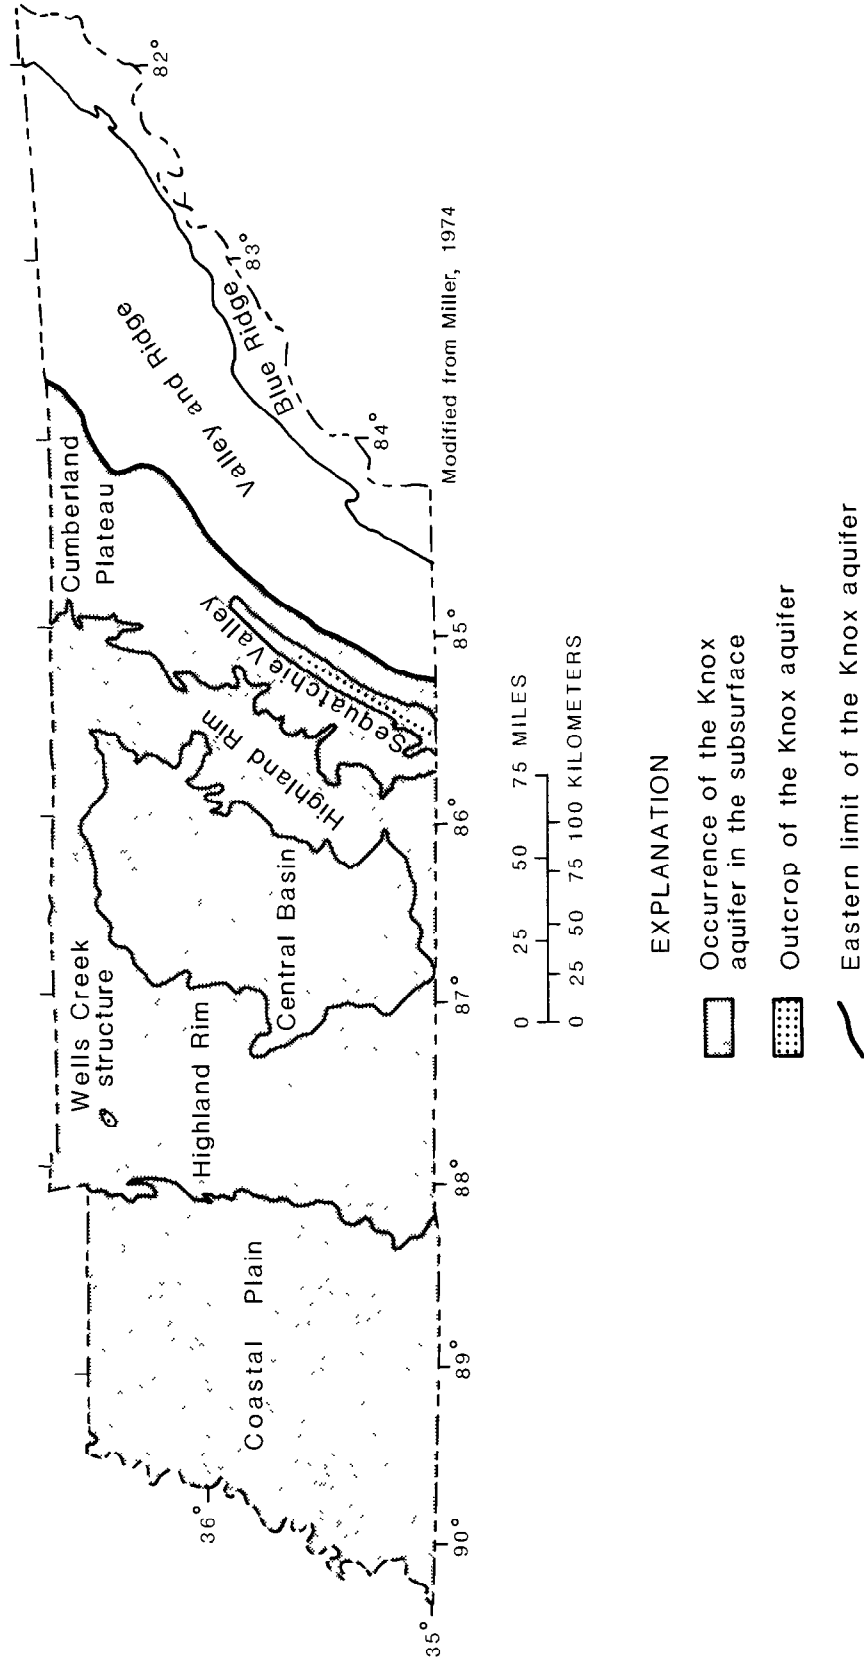 Wells Creek
structure
Cumberland
Plateau
Highland Rim
Central Basin
Highland Rim
Sequatchie Valley
Valley and Ridge
Blue Ridge
Coastal Plain
36°
35°
90°
89°
88°
87°
86°
85°
84°
83°
82°
Modified from Miller, 1974
0 25 50 75 MILES
0 25 50 75 100 KILOMETERS
EXPLANATION
Occurrence of the Knox
aquifer in the subsurface
Outcrop of the Knox aquifer
Eastern limit of the Knox aquifer